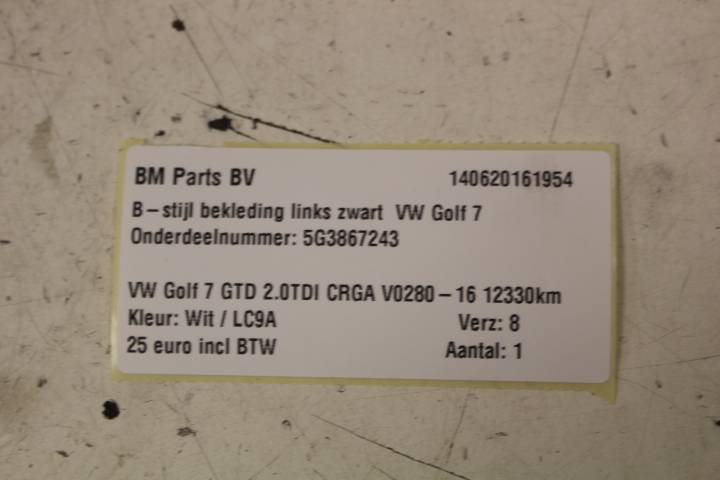 BM Parts BV 140620161954
B-stijl bekleding links zwart VW Golf 7
Onderdeelnummer: 5G3867243
VW Golf 7 GTD 2.0TDI CRGA V0280-16 12330km
Kleur: Wit / LC9A Verz: 8
25 euro incl BTW Aantal: 1